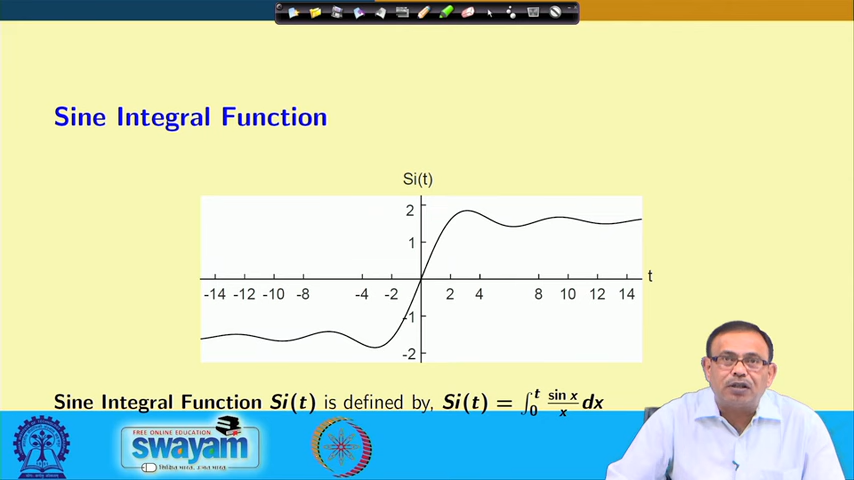 Sine Integral Function
Si(t)
2
1
-14 -12 -10 -8 -4 -2 2 4 8 10 12 14 t
-1
-2
Sine Integral Function Si(t) is defined by, Si(t) = ∫₀ᵗ sin x / x dx
FREE ONLINE EDUCATION
swayam